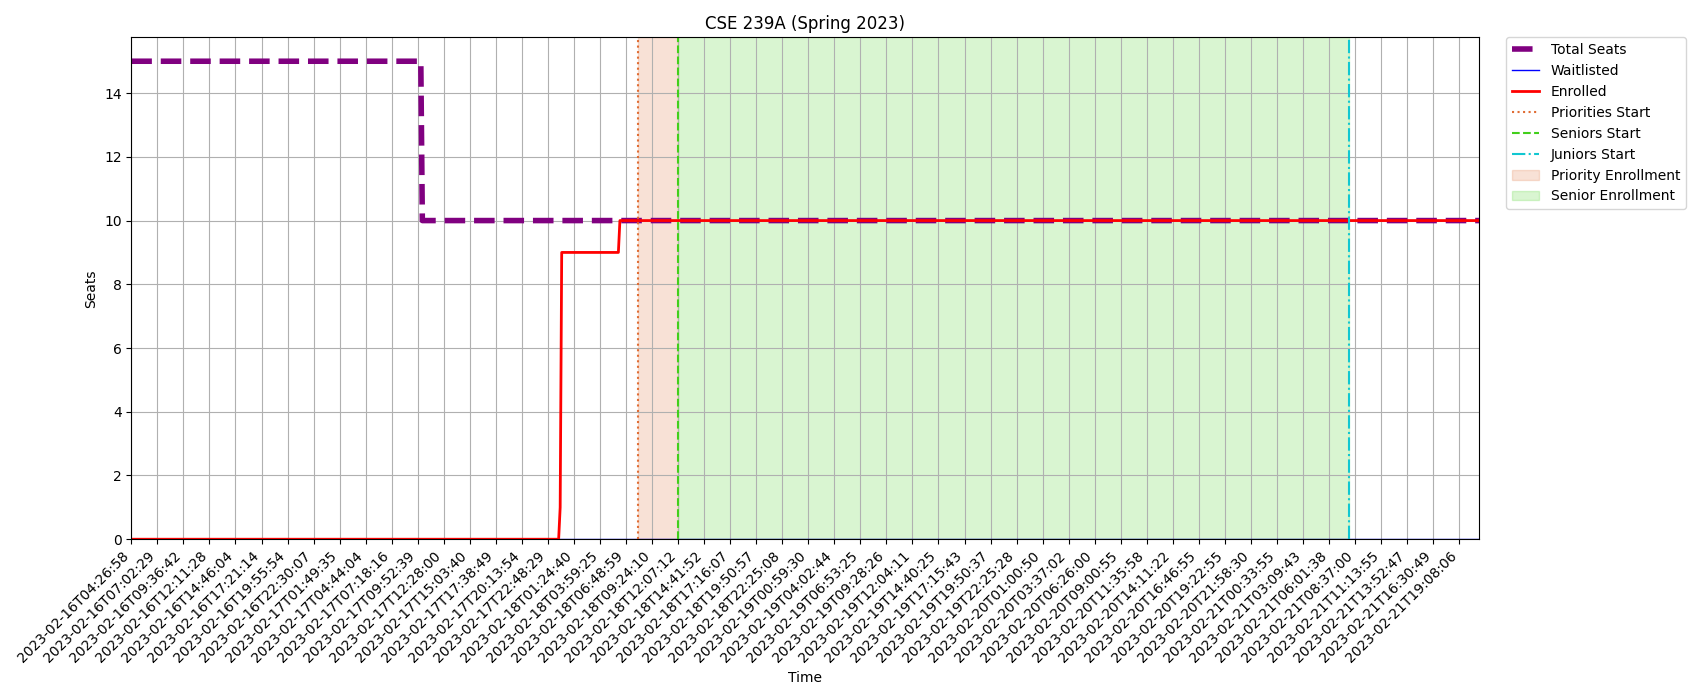 CSE 239A (Spring 2023)
Total Seats
Waitlisted
Enrolled
Priorities Start
Seniors Start
Juniors Start
Priority Enrollment
Senior Enrollment
14
12
10
8
6
4
2
0
Seats
2023-02-16T04:26:58
2023-02-16T07:02:29
2023-02-16T09:36:42
2023-02-16T12:11:28
2023-02-16T14:46:04
2023-02-16T17:21:14
2023-02-16T19:55:54
2023-02-16T22:30:07
2023-02-17T01:49:35
2023-02-17T04:44:04
2023-02-17T07:18:16
2023-02-17T09:52:39
2023-02-17T12:28:00
2023-02-17T15:03:40
2023-02-17T17:38:49
2023-02-17T20:13:54
2023-02-17T22:48:29
2023-02-18T01:24:40
2023-02-18T03:59:25
2023-02-18T06:48:59
2023-02-18T09:24:10
2023-02-18T12:07:12
2023-02-18T14:41:52
2023-02-18T17:16:07
2023-02-18T19:50:57
2023-02-18T22:25:08
2023-02-19T00:59:30
2023-02-19T04:02:44
2023-02-19T06:53:25
2023-02-19T09:28:26
2023-02-19T12:04:11
2023-02-19T14:40:25
2023-02-19T17:15:43
2023-02-19T19:50:37
2023-02-19T22:25:28
2023-02-20T01:00:50
2023-02-20T03:37:02
2023-02-20T06:26:00
2023-02-20T09:00:55
2023-02-20T11:35:58
2023-02-20T14:11:22
2023-02-20T16:46:55
2023-02-20T19:22:55
2023-02-20T21:58:30
2023-02-21T00:33:55
2023-02-21T03:09:43
2023-02-21T06:01:38
2023-02-21T08:37:00
2023-02-21T11:13:55
2023-02-21T13:52:47
2023-02-21T16:30:49
2023-02-21T19:08:06
Time